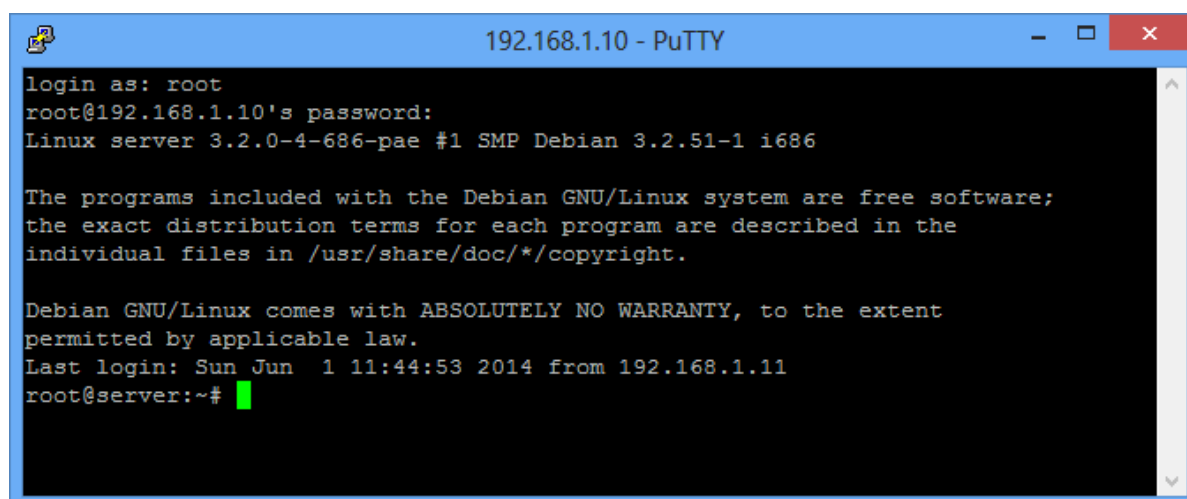 192.168.1.10 - PuTTY
login as: root
root@192.168.1.10's password:
Linux server 3.2.0-4-686-pae #1 SMP Debian 3.2.51-1 i686
The programs included with the Debian GNU/Linux system are free software;
the exact distribution terms for each program are described in the
individual files in /usr/share/doc/*/copyright.
Debian GNU/Linux comes with ABSOLUTELY NO WARRANTY, to the extent
permitted by applicable law.
Last login: Sun Jun  1 11:44:53 2014 from 192.168.1.11
root@server:~#